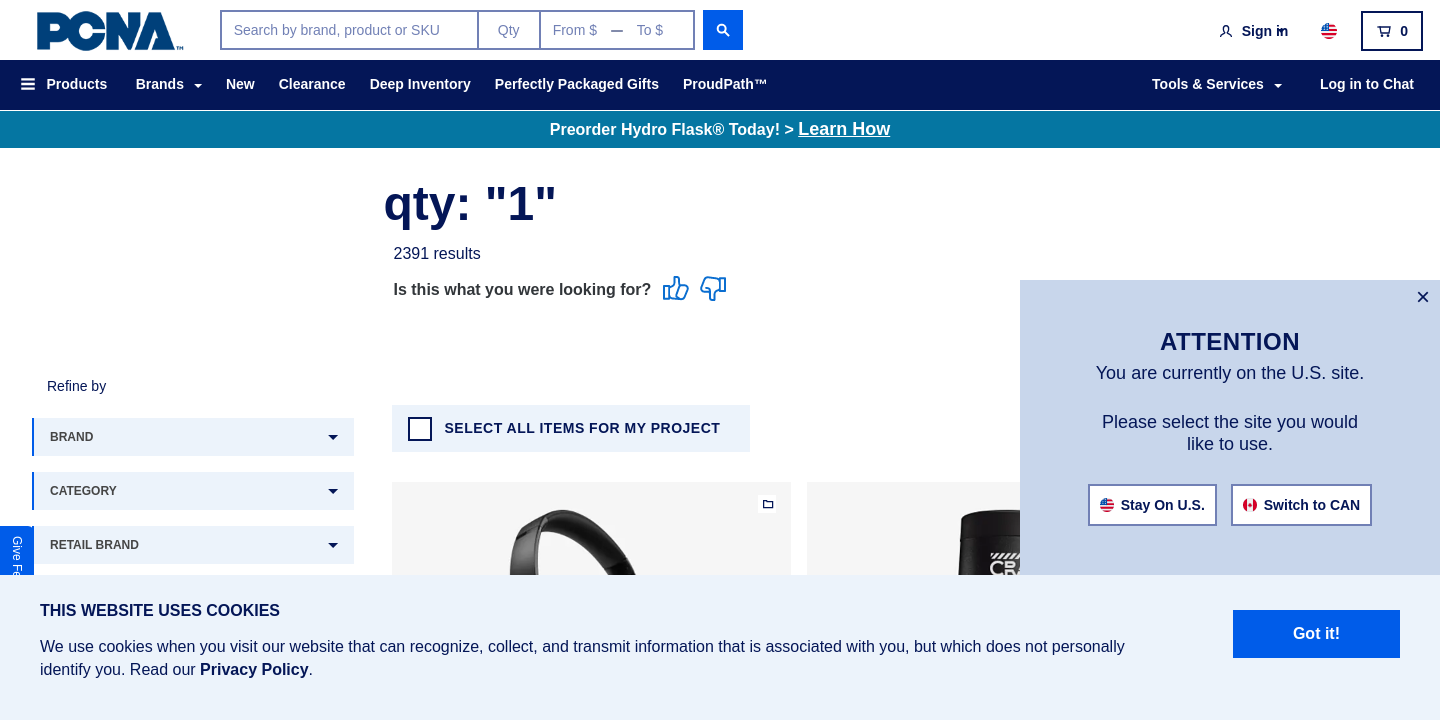 PCNA™
Search by brand, product or SKU
Qty
From $ — To $
Sign in
0
Products
Brands
New
Clearance
Deep Inventory
Perfectly Packaged Gifts
ProudPath™
Tools & Services
Log in to Chat
Preorder Hydro Flask® Today! > Learn How
qty: "1"
2391 results
Is this what you were looking for?
×
ATTENTION
You are currently on the U.S. site.
Please select the site you would
like to use.
Stay On U.S.
Switch to CAN
Refine by
BRAND
CATEGORY
RETAIL BRAND
SELECT ALL ITEMS FOR MY PROJECT
Give Fe
THIS WEBSITE USES COOKIES
We use cookies when you visit our website that can recognize, collect, and transmit information that is associated with you, but which does not personally
identify you. Read our Privacy Policy.
Got it!